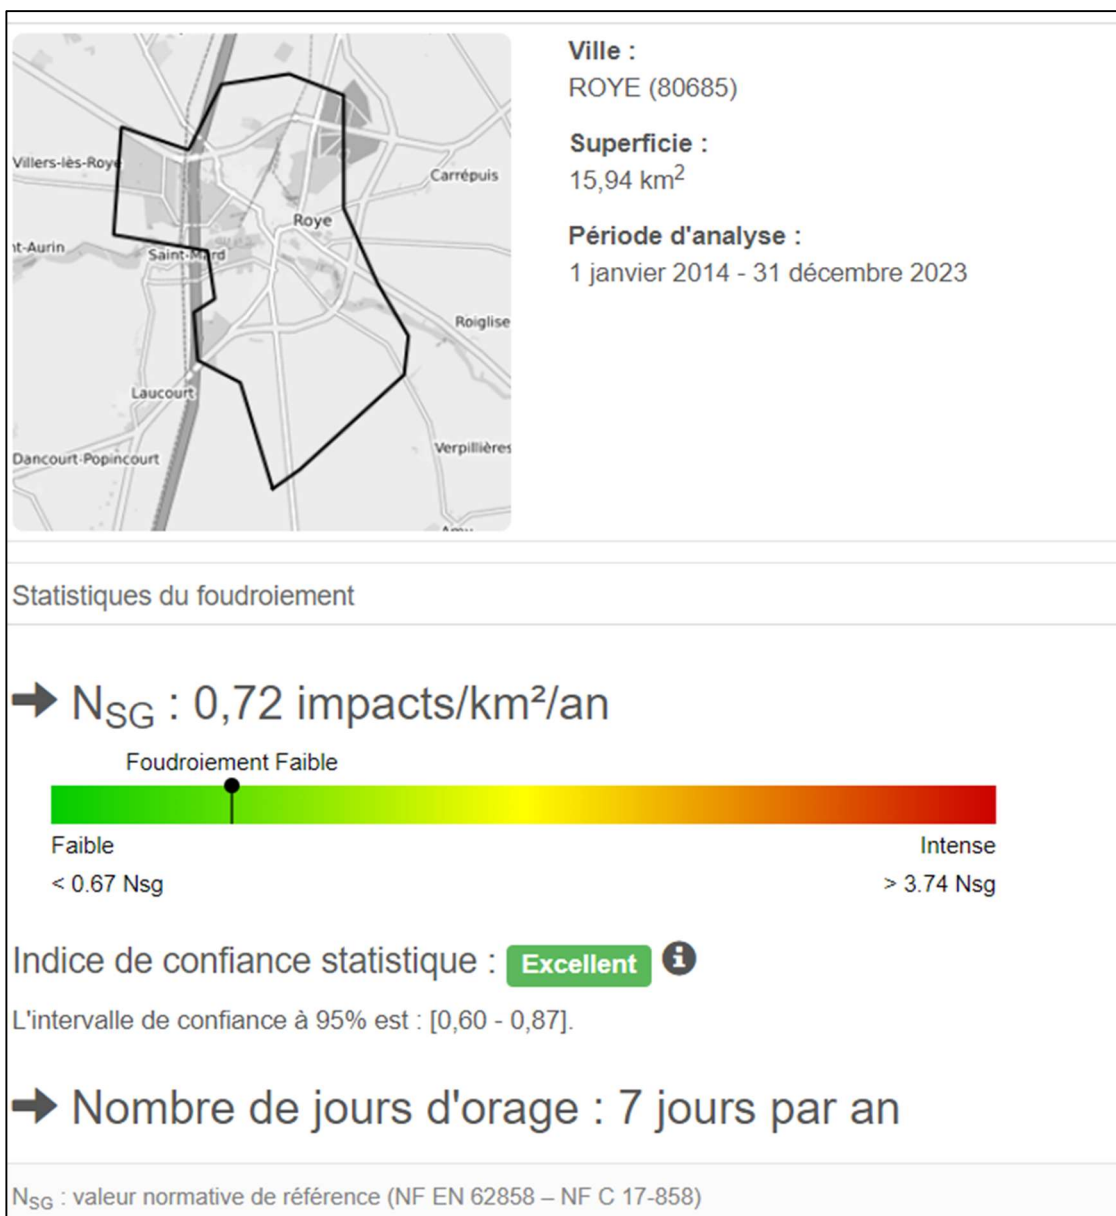 Ville :
ROYE (80685)
Superficie :
15,94 km²
Période d'analyse :
1 janvier 2014 - 31 décembre 2023
Villers-lès-Roye
Carrépuis
Roye
nt-Aurin
Saint-Mard
Roiglise
Laucourt
Verpillières
Dancourt-Popincourt
Amy
Statistiques du foudroiement
➜ NSG : 0,72 impacts/km²/an
Foudroiement Faible
Faible
Intense
< 0.67 Nsg
> 3.74 Nsg
Indice de confiance statistique : Excellent
L'intervalle de confiance à 95% est : [0,60 - 0,87].
➜ Nombre de jours d'orage : 7 jours par an
NSG : valeur normative de référence (NF EN 62858 – NF C 17-858)